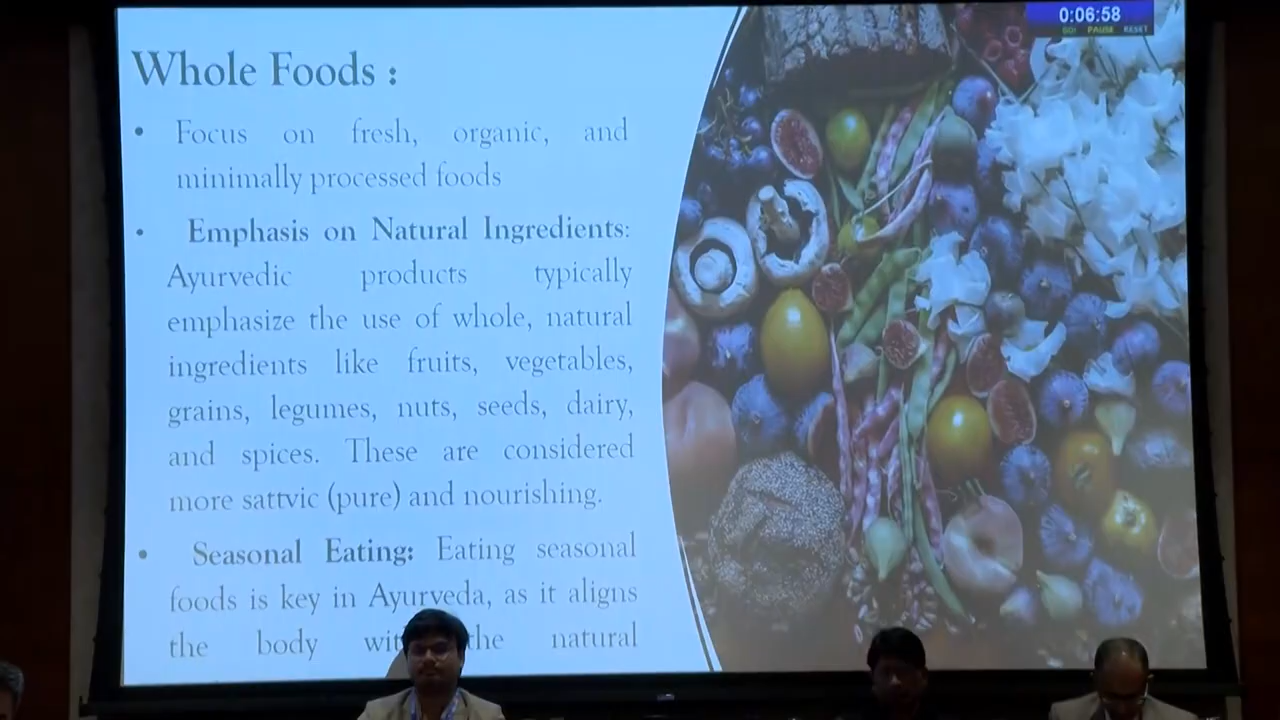 0:06:58
GO! PAUSE RESET
Whole Foods :
• Focus on fresh, organic, and
minimally processed foods
• Emphasis on Natural Ingredients:
Ayurvedic products typically
emphasize the use of whole, natural
ingredients like fruits, vegetables,
grains, legumes, nuts, seeds, dairy,
and spices. These are considered
more sattvic (pure) and nourishing.
• Seasonal Eating: Eating seasonal
foods is key in Ayurveda, as it aligns
the body the natural